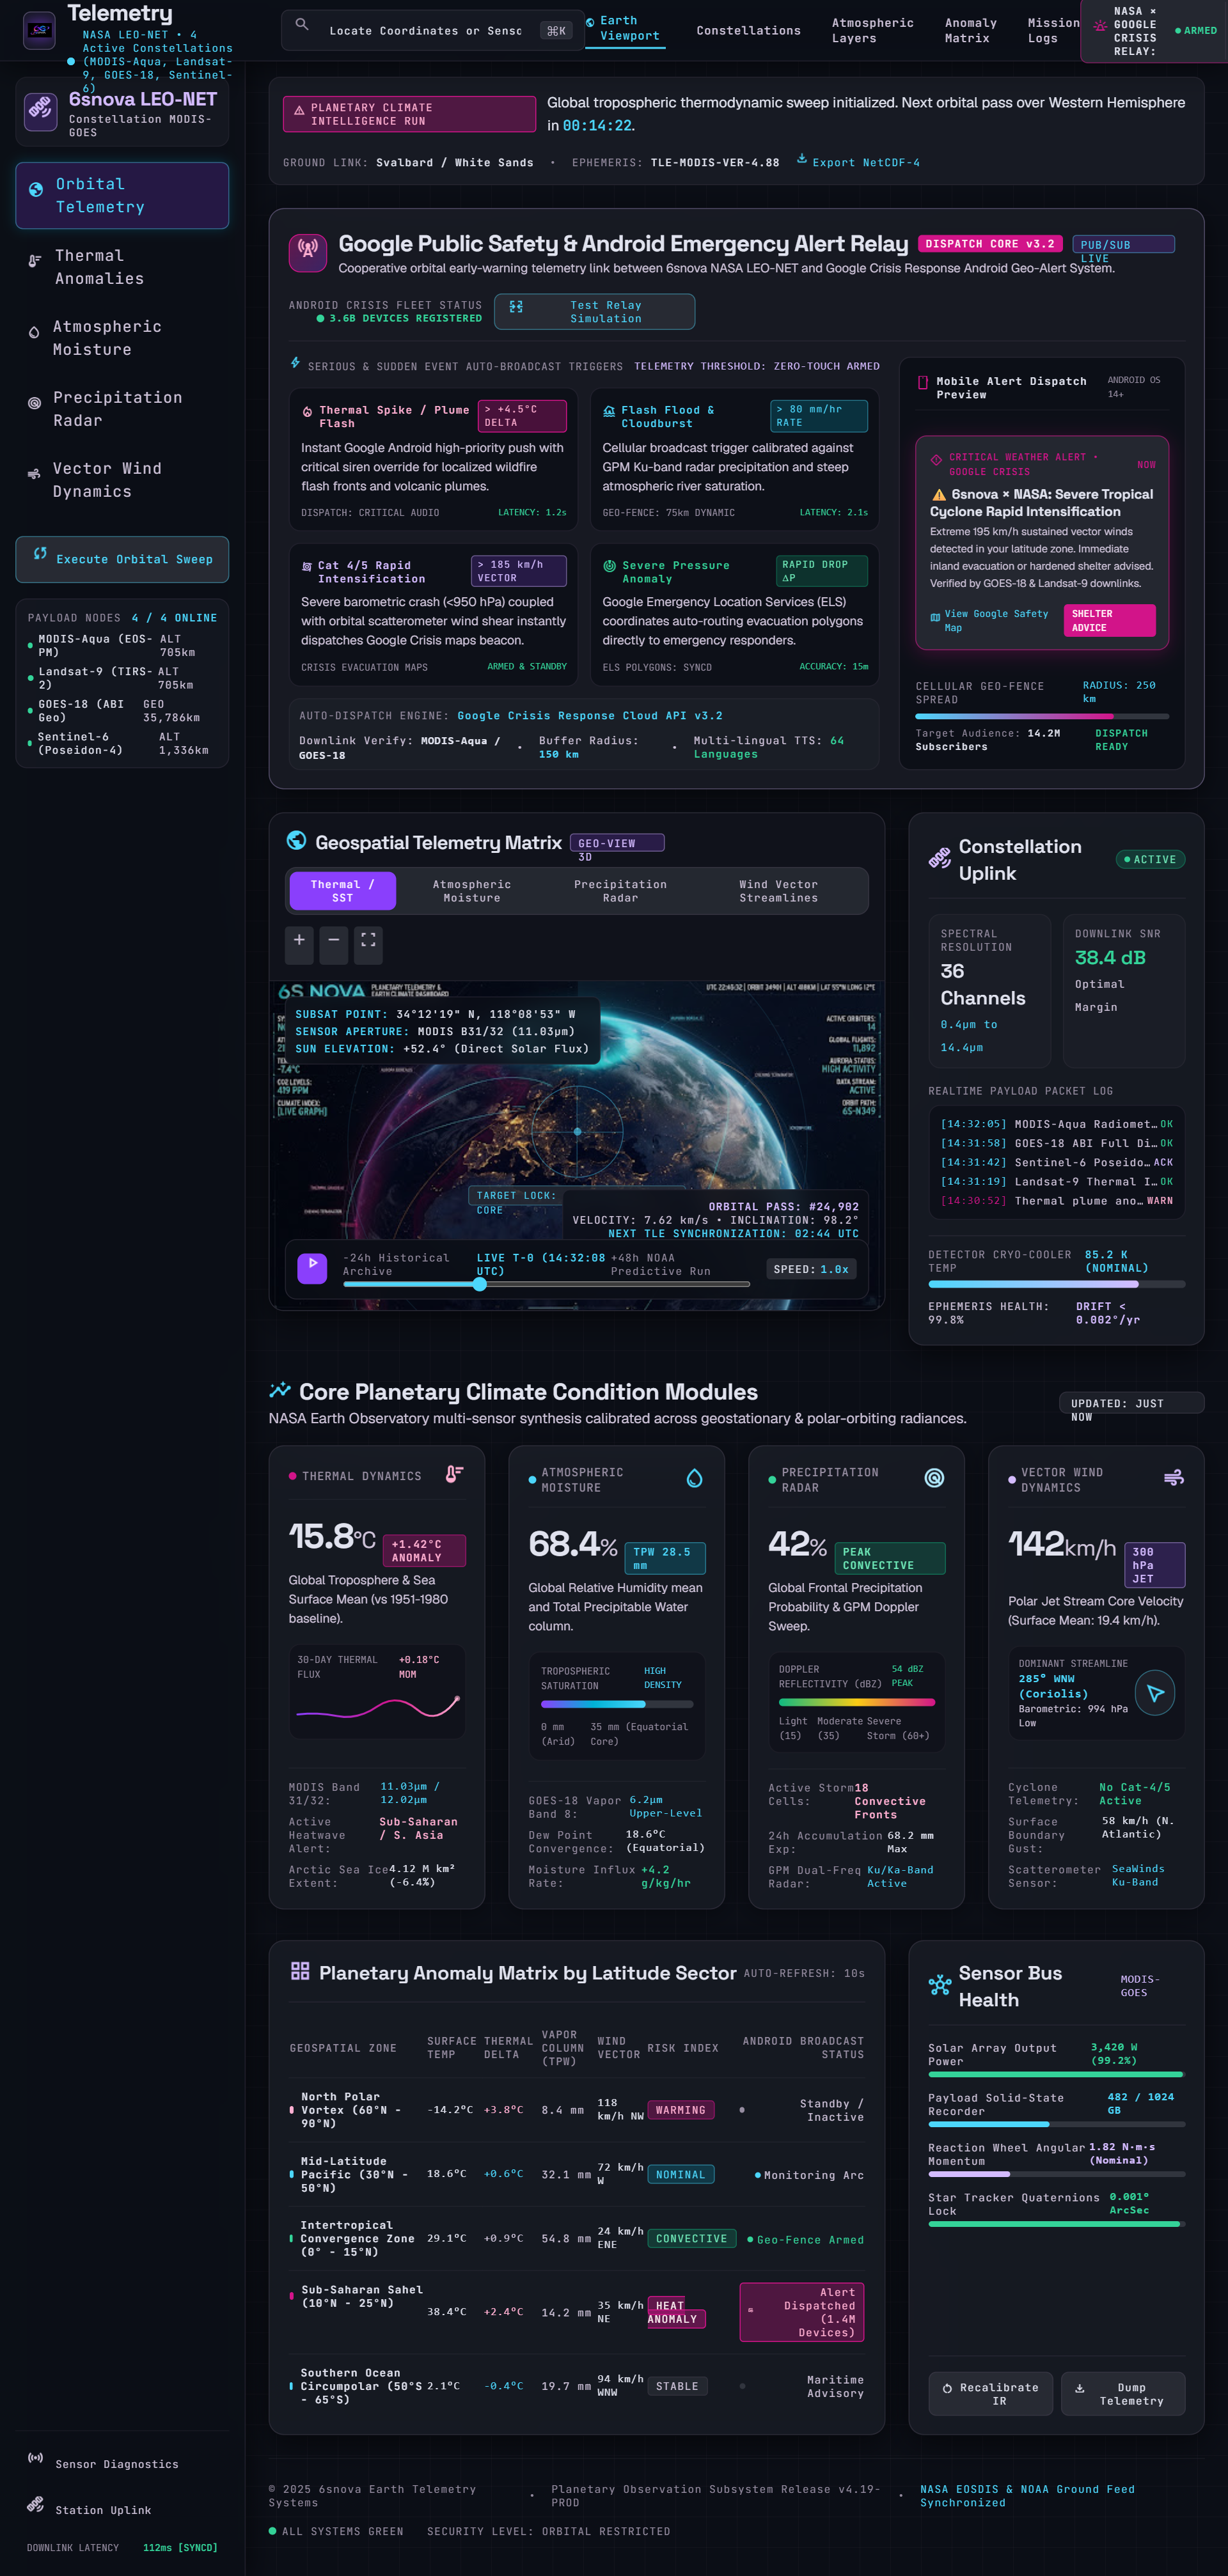 Telemetry
NASA LEO-NET • 4
Active Constellations
(MODIS-Aqua, Landsat-
9, GOES-18, Sentinel-
6)
Locate Coordinates or Senso
⌘K
Earth
Viewport
Constellations
Atmospheric
Layers
Anomaly
Matrix
Mission
Logs
NASA ×
GOOGLE
CRISIS
RELAY:
ARMED
6snova LEO-NET
Constellation MODIS-
GOES
Orbital
Telemetry
Thermal
Anomalies
Atmospheric
Moisture
Precipitation
Radar
Vector Wind
Dynamics
Execute Orbital Sweep
PAYLOAD NODES 4 / 4 ONLINE
MODIS-Aqua (EOS-
PM)
ALT
705km
Landsat-9 (TIRS-
2)
ALT
705km
GOES-18 (ABI
Geo)
GEO
35,786km
Sentinel-6
(Poseidon-4)
ALT
1,336km
PLANETARY CLIMATE
INTELLIGENCE RUN
Global tropospheric thermodynamic sweep initialized. Next orbital pass over Western Hemisphere
in 00:14:22.
GROUND LINK: Svalbard / White Sands • EPHEMERIS: TLE-MODIS-VER-4.88 Export NetCDF-4
Google Public Safety & Android Emergency Alert Relay
DISPATCH CORE v3.2
PUB/SUB
LIVE
Cooperative orbital early-warning telemetry link between 6snova NASA LEO-NET and Google Crisis Response Android Geo-Alert System.
ANDROID CRISIS FLEET STATUS
3.6B DEVICES REGISTERED
Test Relay
Simulation
SERIOUS & SUDDEN EVENT AUTO-BROADCAST TRIGGERS
TELEMETRY THRESHOLD: ZERO-TOUCH ARMED
Thermal Spike / Plume
Flash
> +4.5°C
DELTA
Instant Google Android high-priority push with
critical siren override for localized wildfire
flash fronts and volcanic plumes.
DISPATCH: CRITICAL AUDIO
LATENCY: 1.2s
Flash Flood &
Cloudburst
> 80 mm/hr
RATE
Cellular broadcast trigger calibrated against
GPM Ku-band radar precipitation and steep
atmospheric river saturation.
GEO-FENCE: 75km DYNAMIC
LATENCY: 2.1s
Cat 4/5 Rapid
Intensification
> 185 km/h
VECTOR
Severe barometric crash (<950 hPa) coupled
with orbital scatterometer wind shear instantly
dispatches Google Crisis maps beacon.
CRISIS EVACUATION MAPS
ARMED & STANDBY
Severe Pressure
Anomaly
RAPID DROP
ΔP
Google Emergency Location Services (ELS)
coordinates auto-routing evacuation polygons
directly to emergency responders.
ELS POLYGONS: SYNCD
ACCURACY: 15m
AUTO-DISPATCH ENGINE: Google Crisis Response Cloud API v3.2
Downlink Verify: MODIS-Aqua /
GOES-18
•
Buffer Radius:
150 km
•
Multi-lingual TTS: 64
Languages
Mobile Alert Dispatch
Preview
ANDROID OS
14+
CRITICAL WEATHER ALERT •
GOOGLE CRISIS
NOW
⚠️ 6snova × NASA: Severe Tropical
Cyclone Rapid Intensification
Extreme 195 km/h sustained vector winds
detected in your latitude zone. Immediate
inland evacuation or hardened shelter advised.
Verified by GOES-18 & Landsat-9 downlinks.
View Google Safety
Map
SHELTER
ADVICE
CELLULAR GEO-FENCE
SPREAD
RADIUS: 250
km
Target Audience: 14.2M
Subscribers
DISPATCH
READY
Geospatial Telemetry Matrix
GEO-VIEW
3D
Thermal /
SST
Atmospheric
Moisture
Precipitation
Radar
Wind Vector
Streamlines
6S NOVA
PLANETARY TELEMETRY &
EARTH CLIMATE DASHBOARD
SUBSAT POINT: 34°12'19" N, 118°08'53" W
SENSOR APERTURE: MODIS B31/32 (11.03μm)
SUN ELEVATION: +52.4° (Direct Solar Flux)
-7.4°C
CO2 LEVELS:
419 PPM
CLIMATE INDEX:
[LIVE GRAPH]
ACTIVE ORBITERS:
14
GLOBAL FLIGHTS:
11,892
AURORA STATUS:
HIGH ACTIVITY
DATA STREAM:
ACTIVE
ORBIT PATH:
6S-N349
TARGET LOCK:
CORE
ORBITAL PASS: #24,902
VELOCITY: 7.62 km/s • INCLINATION: 98.2°
NEXT TLE SYNCHRONIZATION: 02:44 UTC
-24h Historical
Archive
LIVE T-0 (14:32:08
UTC)
+48h NOAA
Predictive Run
SPEED: 1.0x
Constellation
Uplink
ACTIVE
SPECTRAL
RESOLUTION
36
Channels
0.4μm to
14.4μm
DOWNLINK SNR
38.4 dB
Optimal
Margin
REALTIME PAYLOAD PACKET LOG
[14:32:05] MODIS-Aqua Radiomet… OK
[14:31:58] GOES-18 ABI Full Di… OK
[14:31:42] Sentinel-6 Poseido… ACK
[14:31:19] Landsat-9 Thermal I… OK
[14:30:52] Thermal plume ano… WARN
DETECTOR CRYO-COOLER
TEMP
85.2 K
(NOMINAL)
EPHEMERIS HEALTH:
99.8%
DRIFT <
0.002°/yr
Core Planetary Climate Condition Modules
NASA Earth Observatory multi-sensor synthesis calibrated across geostationary & polar-orbiting radiances.
UPDATED: JUST
NOW
THERMAL DYNAMICS
15.8°C
+1.42°C
ANOMALY
Global Troposphere & Sea
Surface Mean (vs 1951-1980
baseline).
30-DAY THERMAL
FLUX
+0.18°C
MOM
MODIS Band
31/32:
11.03μm /
12.02μm
Active
Heatwave
Alert:
Sub-Saharan
/ S. Asia
Arctic Sea Ice
Extent:
4.12 M km²
(-6.4%)
ATMOSPHERIC
MOISTURE
68.4%
TPW 28.5
mm
Global Relative Humidity mean
and Total Precipitable Water
column.
TROPOSPHERIC
SATURATION
HIGH
DENSITY
0 mm
(Arid)
35 mm (Equatorial
Core)
GOES-18 Vapor
Band 8:
6.2μm
Upper-Level
Dew Point
Convergence:
18.6°C
(Equatorial)
Moisture Influx
Rate:
+4.2
g/kg/hr
PRECIPITATION
RADAR
42%
PEAK
CONVECTIVE
Global Frontal Precipitation
Probability & GPM Doppler
Sweep.
DOPPLER
REFLECTIVITY (dBZ)
54 dBZ
PEAK
Light
(15)
Moderate
(35)
Severe
Storm (60+)
Active Storm
Cells:
18
Convective
Fronts
24h Accumulation
Exp:
68.2 mm
Max
GPM Dual-Freq
Radar:
Ku/Ka-Band
Active
VECTOR WIND
DYNAMICS
142km/h
300
hPa
JET
Polar Jet Stream Core Velocity
(Surface Mean: 19.4 km/h).
DOMINANT STREAMLINE
285° WNW
(Coriolis)
Barometric: 994 hPa
Low
Cyclone
Telemetry:
No Cat-4/5
Active
Surface
Boundary
Gust:
58 km/h (N.
Atlantic)
Scatterometer
Sensor:
SeaWinds
Ku-Band
Planetary Anomaly Matrix by Latitude Sector
AUTO-REFRESH: 10s
GEOSPATIAL ZONE
SURFACE
TEMP
THERMAL
DELTA
VAPOR
COLUMN
(TPW)
WIND
VECTOR
RISK INDEX
ANDROID BROADCAST
STATUS
North Polar
Vortex (60°N -
90°N)
-14.2°C
+3.8°C
8.4 mm
118
km/h NW
WARMING
Standby /
Inactive
Mid-Latitude
Pacific (30°N -
50°N)
18.6°C
+0.6°C
32.1 mm
72 km/h
W
NOMINAL
Monitoring Arc
Intertropical
Convergence Zone
(0° - 15°N)
29.1°C
+0.9°C
54.8 mm
24 km/h
ENE
CONVECTIVE
Geo-Fence Armed
Sub-Saharan Sahel
(10°N - 25°N)
38.4°C
+2.4°C
14.2 mm
35 km/h
NE
HEAT
ANOMALY
Alert
Dispatched
(1.4M
Devices)
Southern Ocean
Circumpolar (50°S
- 65°S)
2.1°C
-0.4°C
19.7 mm
94 km/h
WNW
STABLE
Maritime
Advisory
Sensor Bus
Health
MODIS-
GOES
Solar Array Output
Power
3,420 W
(99.2%)
Payload Solid-State
Recorder
482 / 1024
GB
Reaction Wheel Angular
Momentum
1.82 N·m·s
(Nominal)
Star Tracker Quaternions
Lock
0.001°
ArcSec
Recalibrate
IR
Dump
Telemetry
Sensor Diagnostics
Station Uplink
DOWNLINK LATENCY 112ms [SYNCD]
© 2025 6snova Earth Telemetry
Systems
•
Planetary Observation Subsystem Release v4.19-
PROD
•
NASA EOSDIS & NOAA Ground Feed
Synchronized
ALL SYSTEMS GREEN SECURITY LEVEL: ORBITAL RESTRICTED